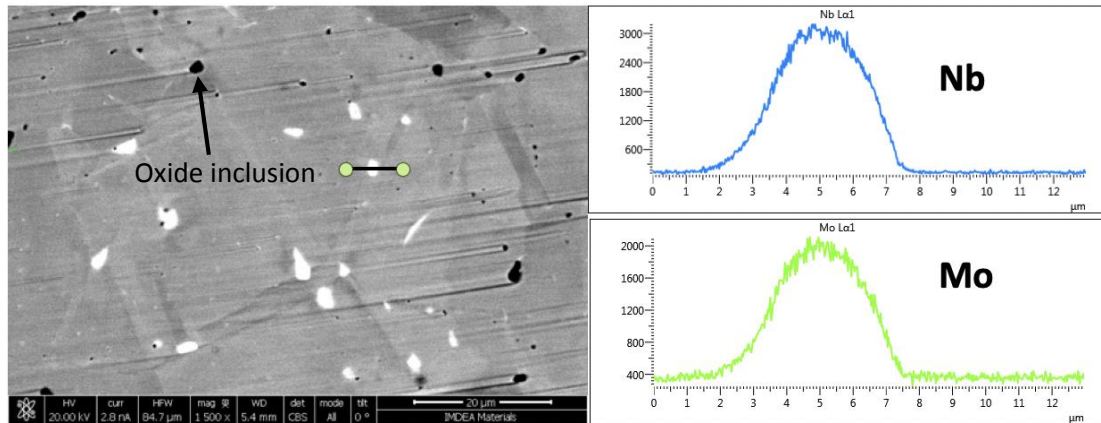 Oxide inclusion
HV curr HFW mag WD det mode tilt
20.00 kV 2.8 nA 84.7 µm 1 500 x 5.4 mm CBS All 0 °
20 µm
IMDEA Materials
Nb Lα1
Nb
3000
2400
1800
1200
600
0 1 2 3 4 5 6 7 8 9 10 11 12
µm
Mo Lα1
Mo
2000
1600
1200
800
400
0 1 2 3 4 5 6 7 8 9 10 11 12
µm